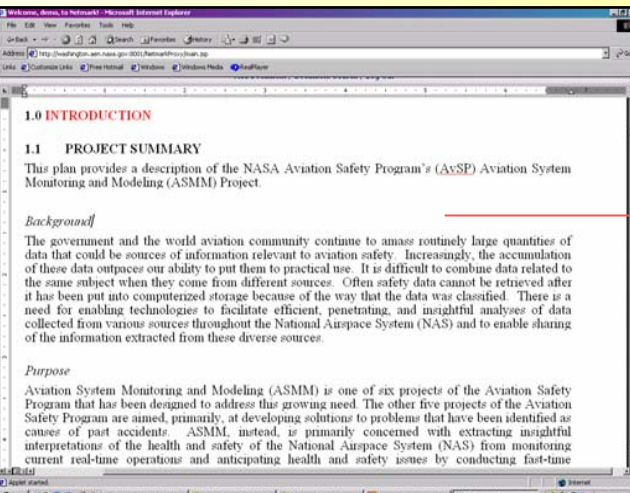 Welcome, demo, to Netmark! - Microsoft Internet Explorer
File Edit View Favorites Tools Help
Back Search Favorites History
Address http://washington.arc.nasa.gov:8001/NetmarkProxy/main.jsp
Links Customize Links Free Hotmail Windows Windows Media RealPlayer
1.0 INTRODUCTION
1.1 PROJECT SUMMARY
This plan provides a description of the NASA Aviation Safety Program's (AvSP) Aviation System
Monitoring and Modeling (ASMM) Project.
Background
The government and the world aviation community continue to amass routinely large quantities of
data that could be sources of information relevant to aviation safety. Increasingly, the accumulation
of these data outpaces our ability to put them to practical use. It is difficult to combine data related to
the same subject when they come from different sources. Often safety data cannot be retrieved after
it has been put into computerized storage because of the way that the data was classified. There is a
need for enabling technologies to facilitate efficient, penetrating, and insightful analyses of data
collected from various sources throughout the National Airspace System (NAS) and to enable sharing
of the information extracted from these diverse sources.
Purpose
Aviation System Monitoring and Modeling (ASMM) is one of six projects of the Aviation Safety
Program that has been designed to address this growing need. The other five projects of the Aviation
Safety Program are aimed, primarily, at developing solutions to problems that have been identified as
causes of past accidents. ASMM, instead, is primarily concerned with extracting insightful
interpretations of the health and safety of the National Airspace System (NAS) from monitoring
current real-time operations and anticipating health and safety issues by conducting fast-time
Applet started. Internet